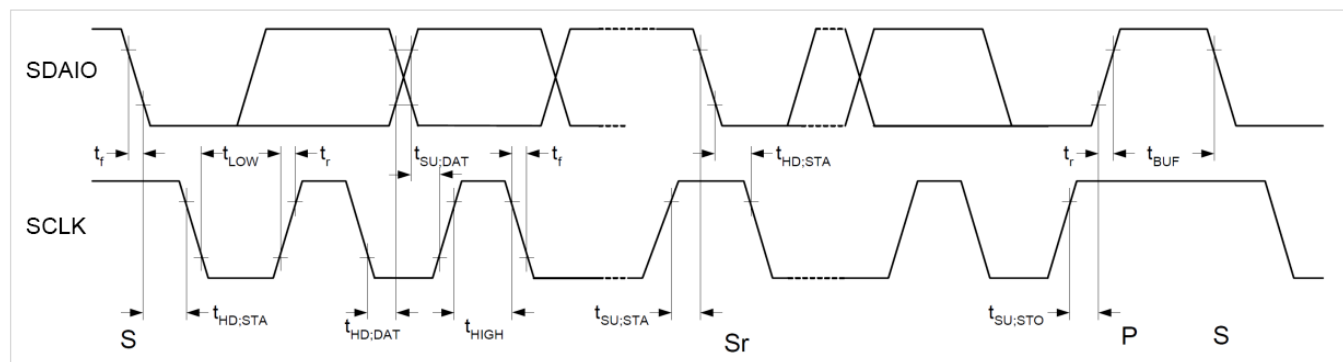 SDAIO
t_f t_LOW t_r t_SU;DAT t_f t_HD;STA t_r t_BUF
SCLK
t_HD;STA t_HD;DAT t_HIGH t_SU;STA t_SU;STO
S Sr P S